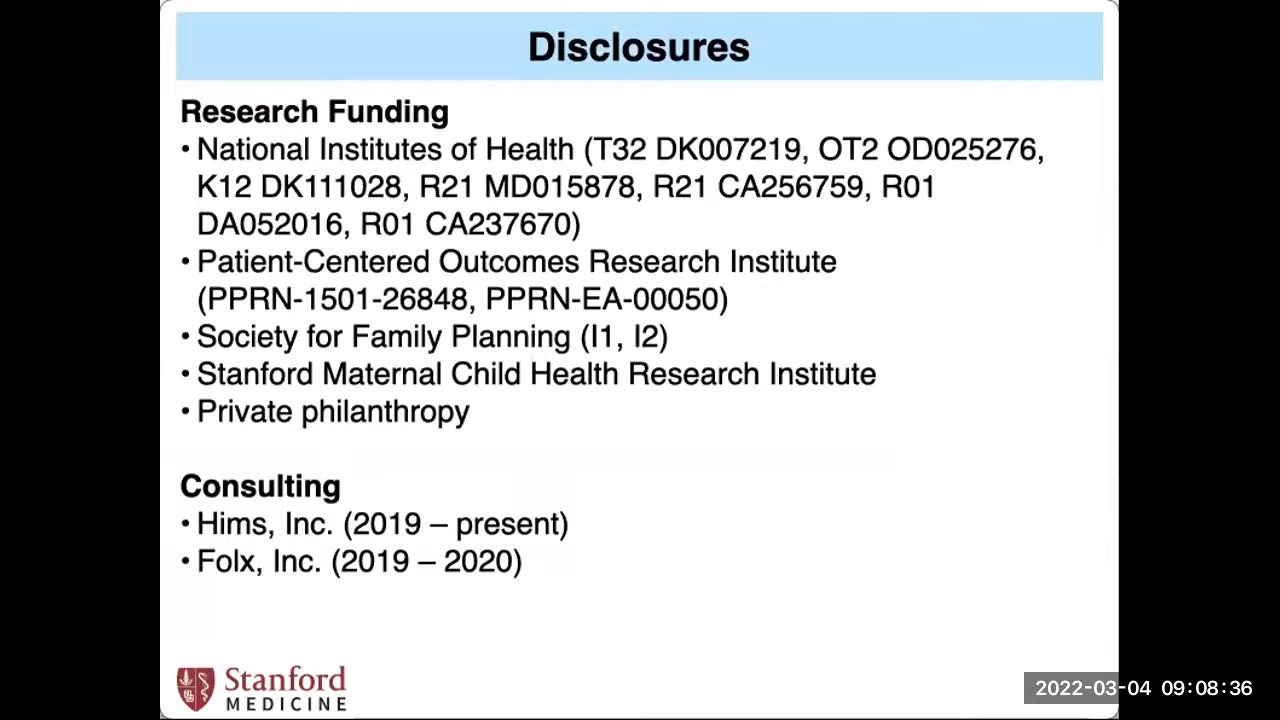 Disclosures
Research Funding
• National Institutes of Health (T32 DK007219, OT2 OD025276,
K12 DK111028, R21 MD015878, R21 CA256759, R01
DA052016, R01 CA237670)
• Patient-Centered Outcomes Research Institute
(PPRN-1501-26848, PPRN-EA-00050)
• Society for Family Planning (I1, I2)
• Stanford Maternal Child Health Research Institute
• Private philanthropy
Consulting
• Hims, Inc. (2019 – present)
• Folx, Inc. (2019 – 2020)
Stanford
MEDICINE
2022-03-04 09:08:36